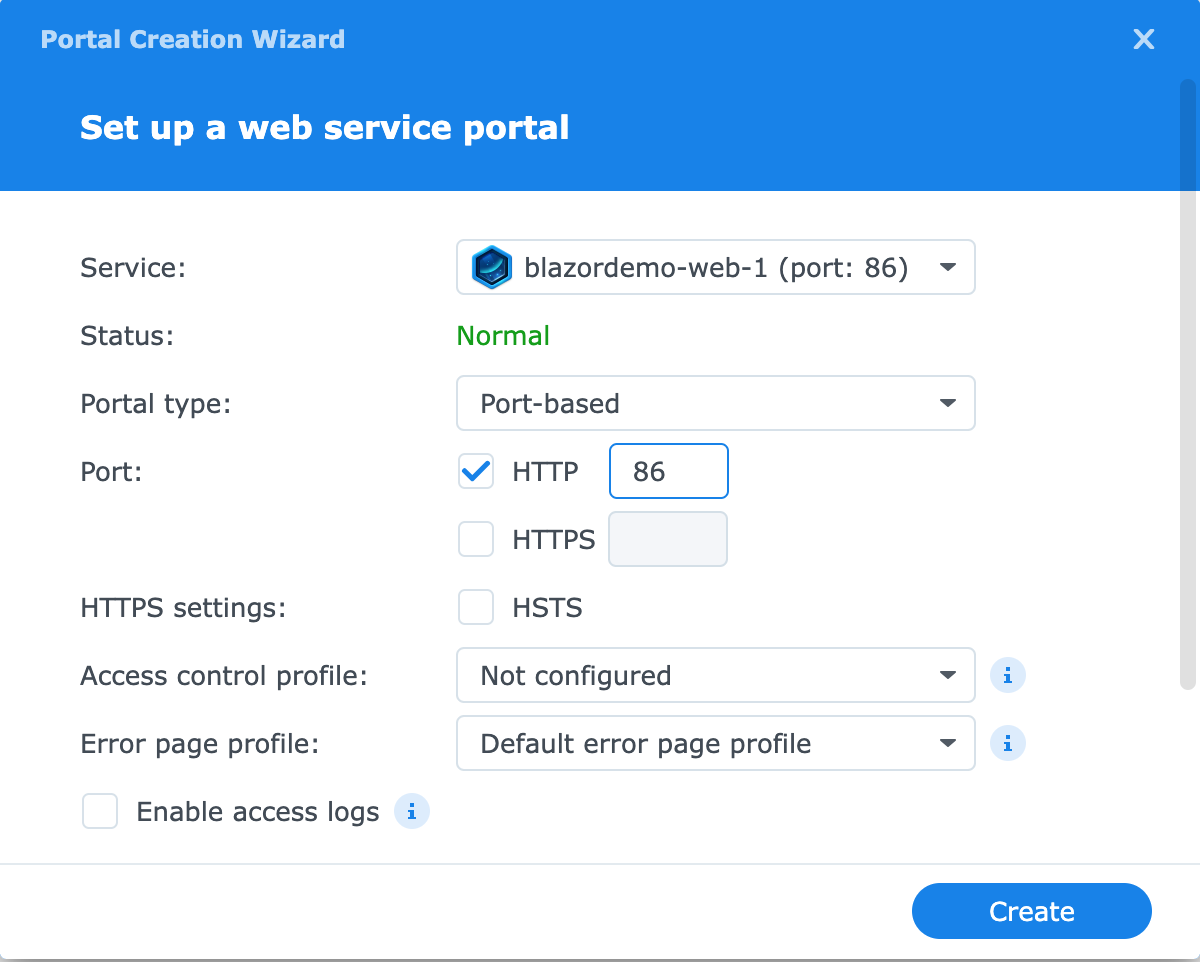 Portal Creation Wizard
X
Set up a web service portal
Service: blazordemo-web-1 (port: 86)
Status: Normal
Portal type: Port-based
Port: HTTP 86
HTTPS
HTTPS settings: HSTS
Access control profile: Not configured i
Error page profile: Default error page profile i
Enable access logs i
Create